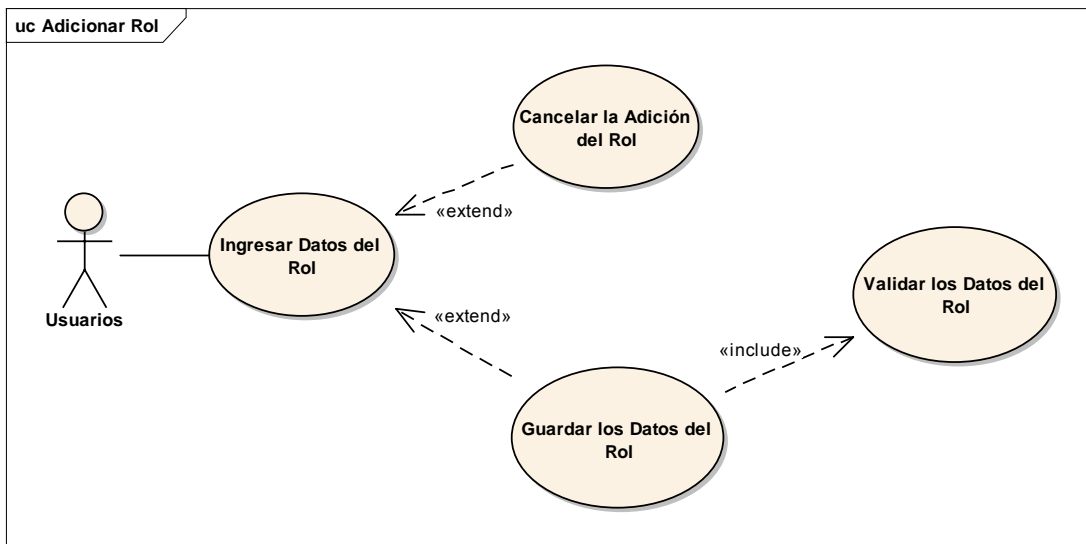 uc Adicionar Rol
Cancelar la Adición
del Rol
«extend»
Ingresar Datos del
Rol
Usuarios
«extend»
Validar los Datos del
Rol
«include»
Guardar los Datos del
Rol